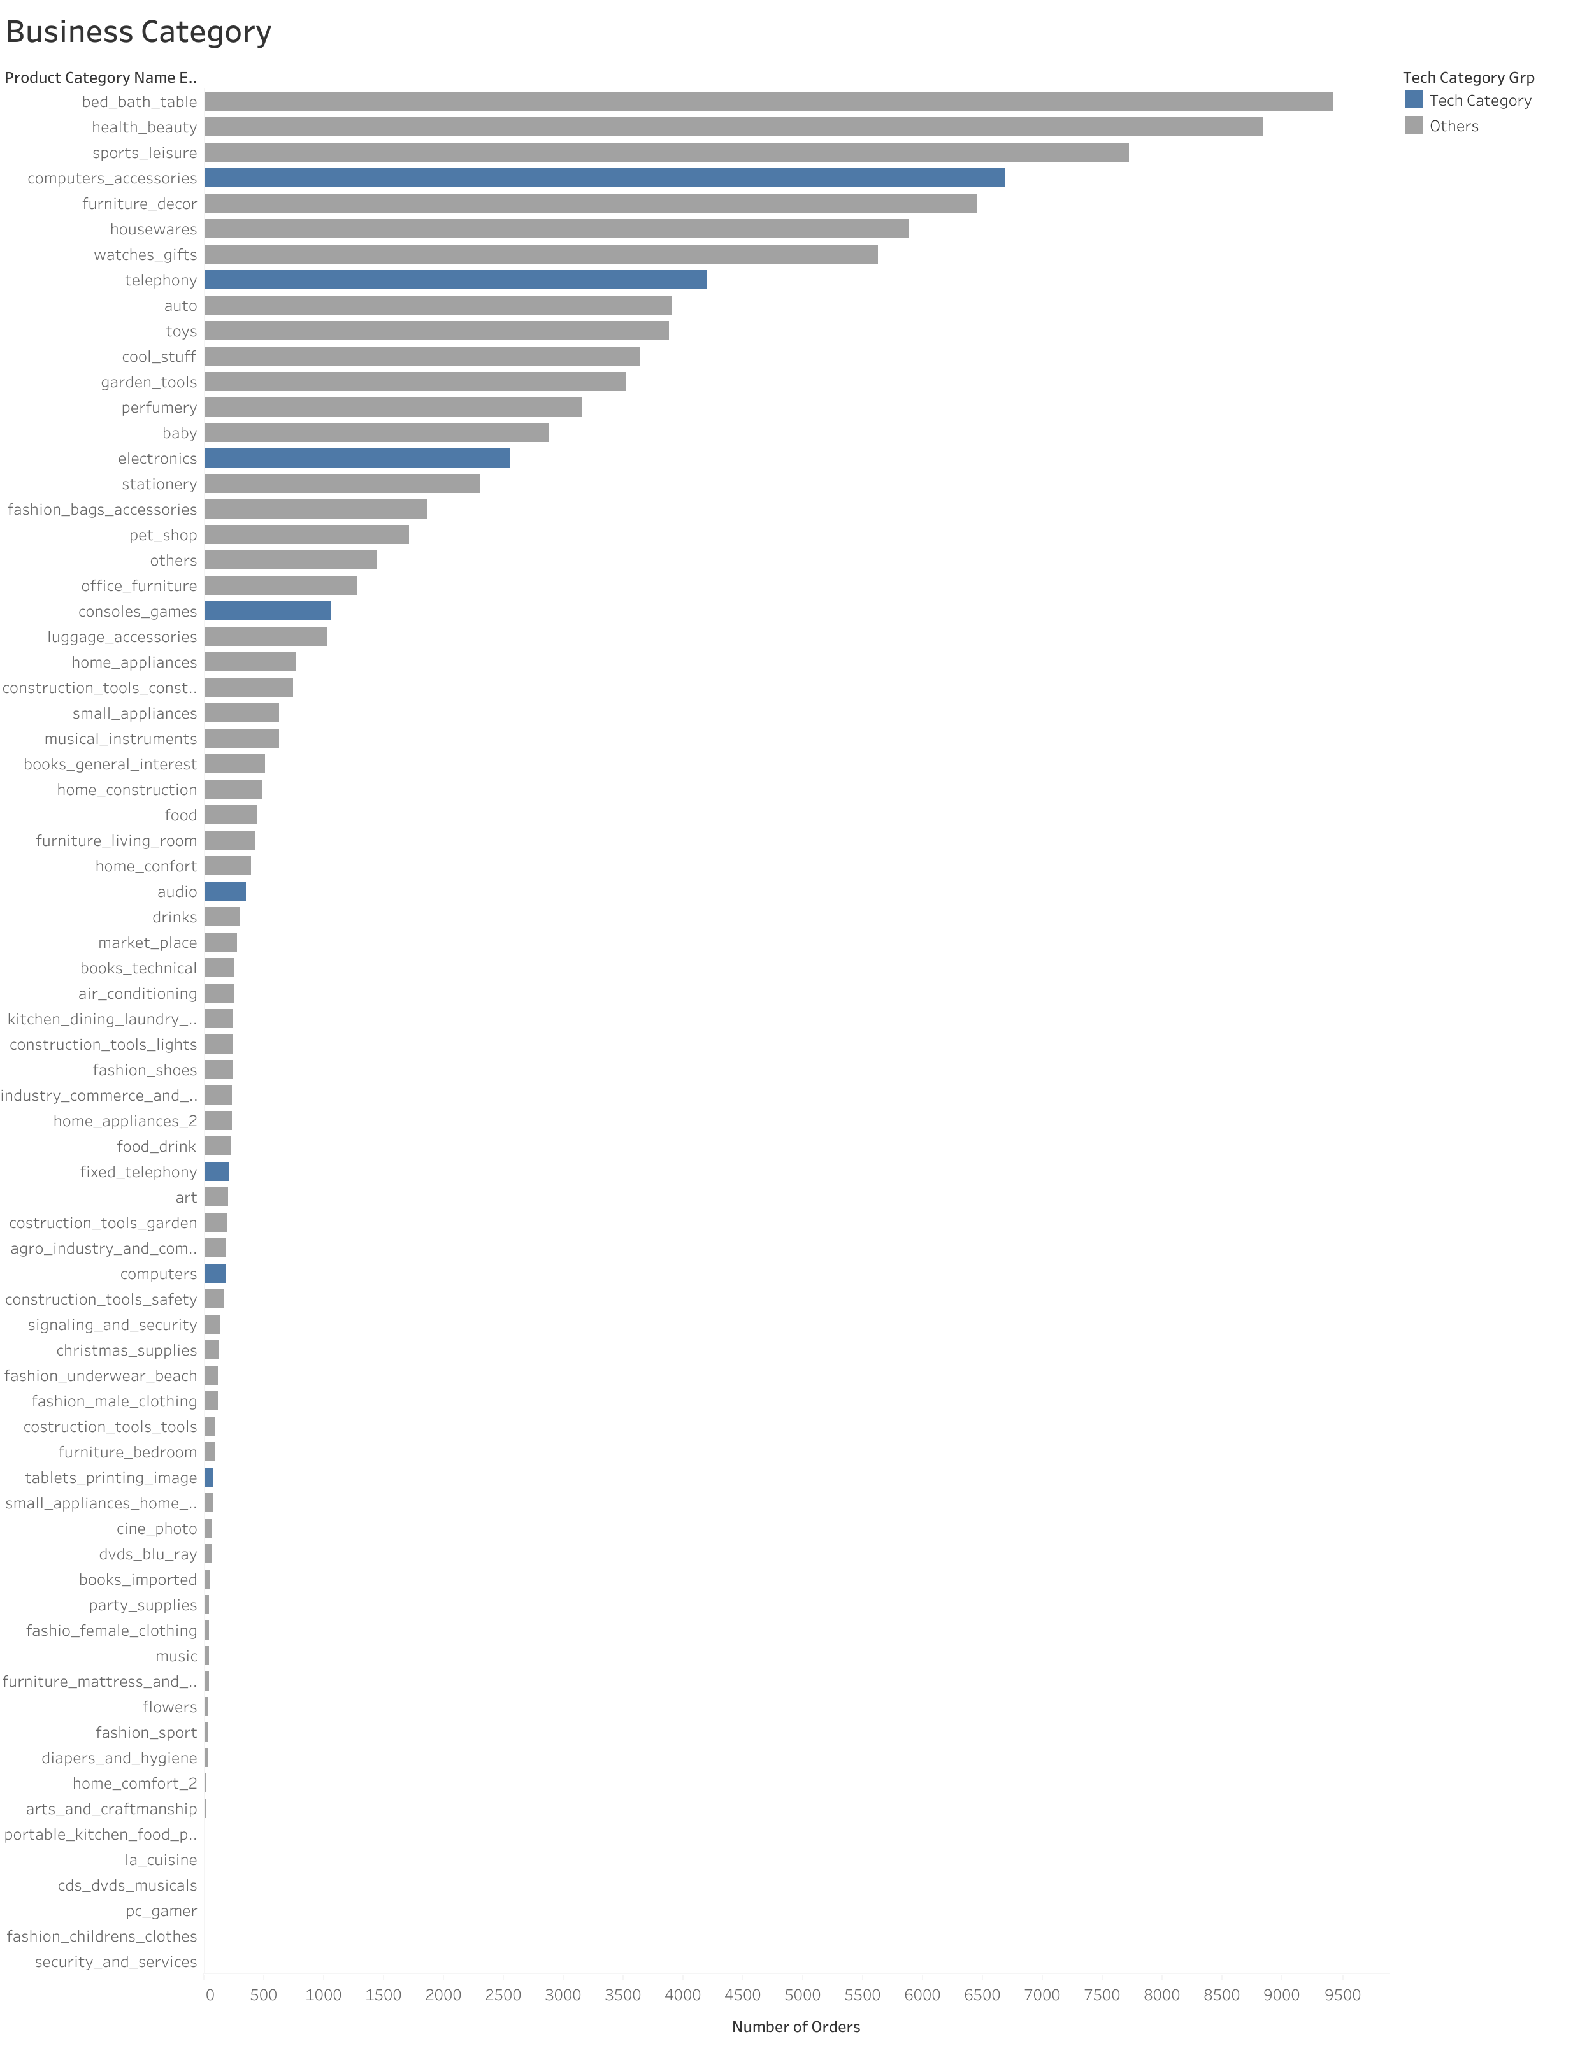 Business Category
Product Category Name E..
Tech Category Grp
Tech Category
Others
bed_bath_table
health_beauty
sports_leisure
computers_accessories
furniture_decor
housewares
watches_gifts
telephony
auto
toys
cool_stuff
garden_tools
perfumery
baby
electronics
stationery
fashion_bags_accessories
pet_shop
others
office_furniture
consoles_games
luggage_accessories
home_appliances
construction_tools_const..
small_appliances
musical_instruments
books_general_interest
home_construction
food
furniture_living_room
home_confort
audio
drinks
market_place
books_technical
air_conditioning
kitchen_dining_laundry_..
construction_tools_lights
fashion_shoes
industry_commerce_and_..
home_appliances_2
food_drink
fixed_telephony
art
costruction_tools_garden
agro_industry_and_com..
computers
construction_tools_safety
signaling_and_security
christmas_supplies
fashion_underwear_beach
fashion_male_clothing
costruction_tools_tools
furniture_bedroom
tablets_printing_image
small_appliances_home_..
cine_photo
dvds_blu_ray
books_imported
party_supplies
fashio_female_clothing
music
furniture_mattress_and_..
flowers
fashion_sport
diapers_and_hygiene
home_comfort_2
arts_and_craftmanship
portable_kitchen_food_p..
la_cuisine
cds_dvds_musicals
pc_gamer
fashion_childrens_clothes
security_and_services
0 500 1000 1500 2000 2500 3000 3500 4000 4500 5000 5500 6000 6500 7000 7500 8000 8500 9000 9500
Number of Orders